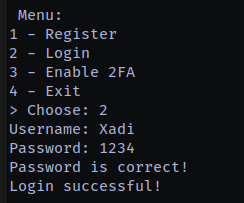 Menu:
1 - Register
2 - Login
3 - Enable 2FA
4 - Exit
> Choose: 2
Username: Xadi
Password: 1234
Password is correct!
Login successful!